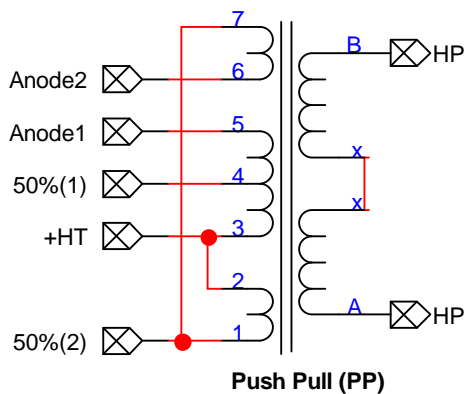 7
B
HP
Anode2
6
Anode1
5
x
50%(1)
4
x
+HT
3
2
A
HP
50%(2)
1
Push Pull (PP)